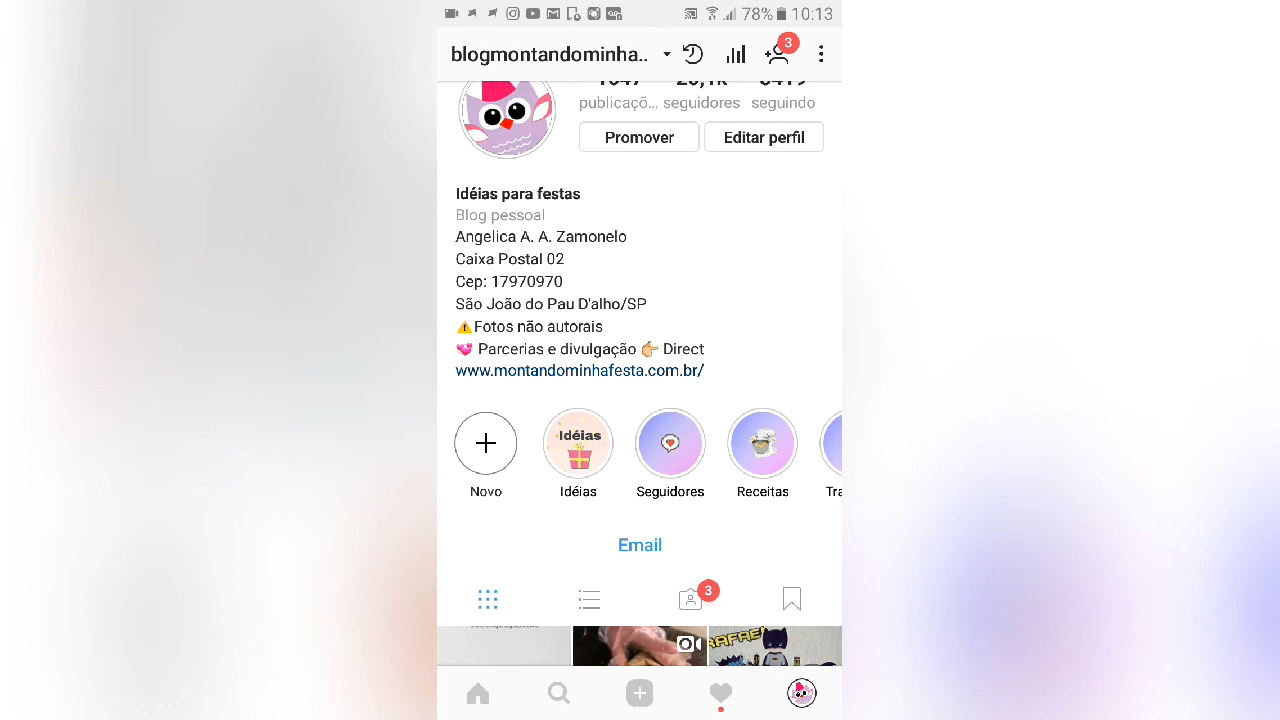 78% 10:13
blogmontandominha..
3
publicaçõ... seguidores seguindo
Promover Editar perfil
Idéias para festas
Blog pessoal
Angelica A. A. Zamonelo
Caixa Postal 02
Cep: 17970970
São João do Pau D'alho/SP
⚠️Fotos não autorais
💞 Parcerias e divulgação 👉🏼 Direct
www.montandominhafesta.com.br/
Idéias
Novo Idéias Seguidores Receitas Tra
Email
3
RAFAE